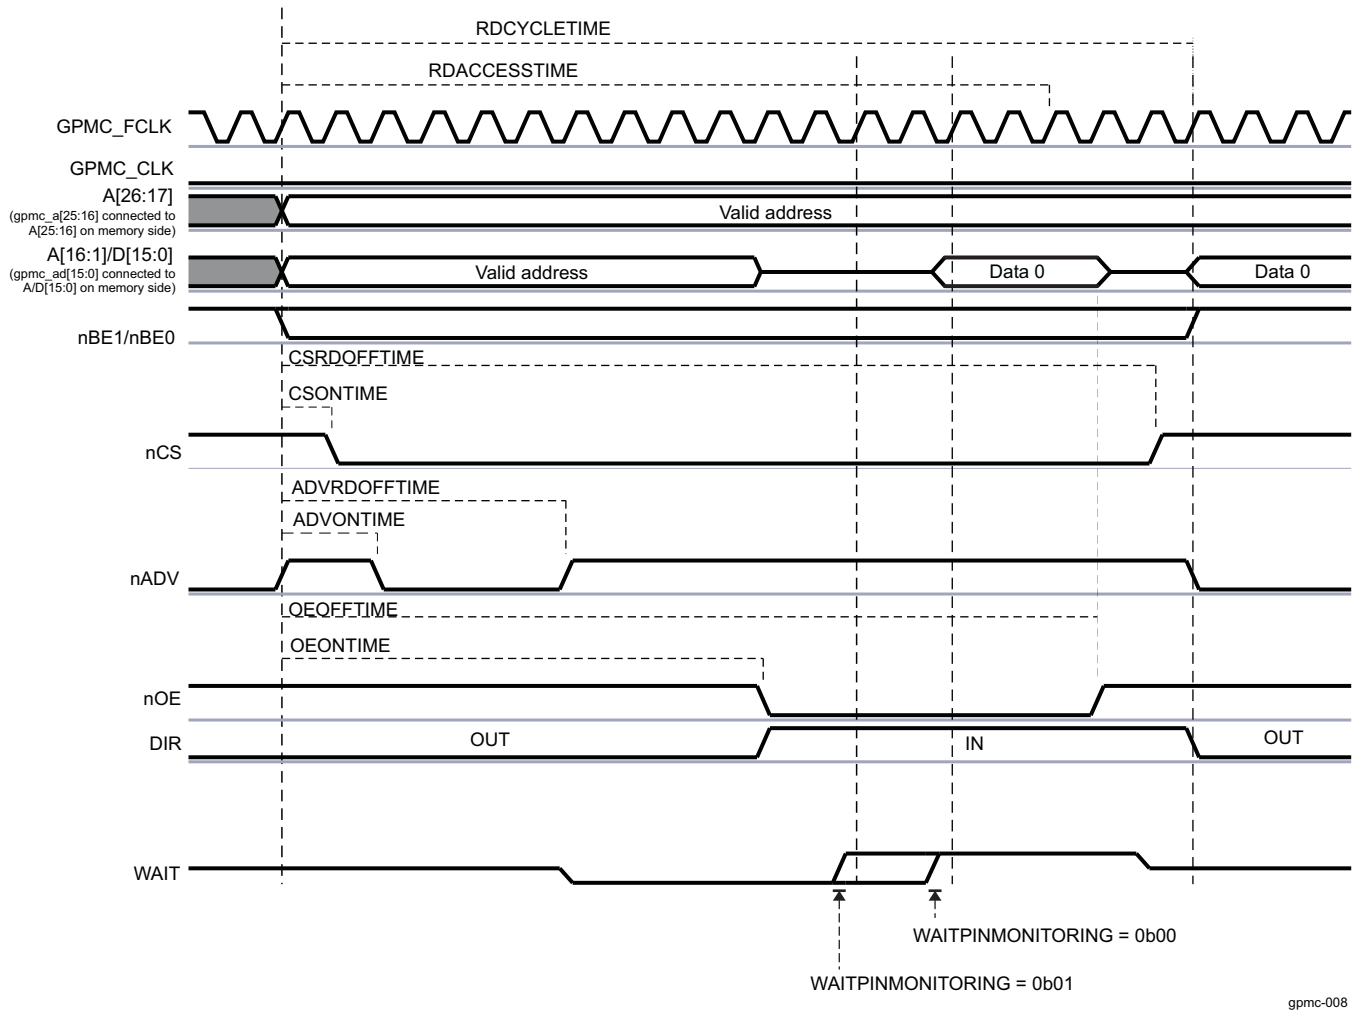 RDCYCLETIME
RDACCESSTIME
GPMC_FCLK
GPMC_CLK
A[26:17]
(gpmc_a[25:16] connected to
A[25:16] on memory side)
Valid address
A[16:1]/D[15:0]
(gpmc_ad[15:0] connected to
A/D[15:0] on memory side)
Valid address
Data 0
Data 0
nBE1/nBE0
CSRDOFFTIME
CSONTIME
nCS
ADVRDOFFTIME
ADVONTIME
nADV
OEOFFTIME
OEONTIME
nOE
DIR
OUT
IN
OUT
WAIT
WAITPINMONITORING = 0b00
WAITPINMONITORING = 0b01
gpmc-008